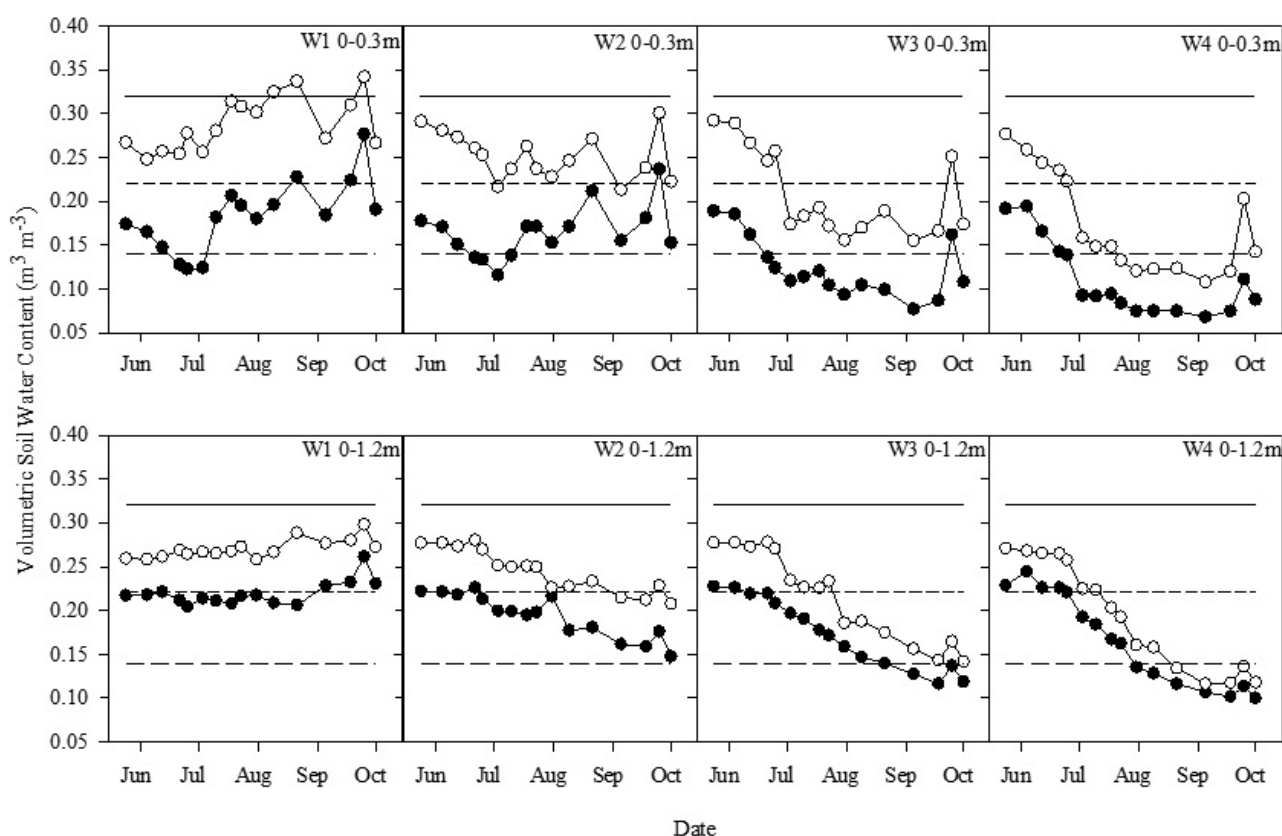 W1 0-0.3m W2 0-0.3m W3 0-0.3m W4 0-0.3m
0.40
0.35
0.30
0.25
0.20
0.15
0.10
0.05
Jun Jul Aug Sep Oct Jun Jul Aug Sep Oct Jun Jul Aug Sep Oct Jun Jul Aug Sep Oct
Volumetric Soil Water Content (m³ m⁻³)
W1 0-1.2m W2 0-1.2m W3 0-1.2m W4 0-1.2m
0.40
0.35
0.30
0.25
0.20
0.15
0.10
0.05
Jun Jul Aug Sep Oct Jun Jul Aug Sep Oct Jun Jul Aug Sep Oct Jun Jul Aug Sep Oct
Date